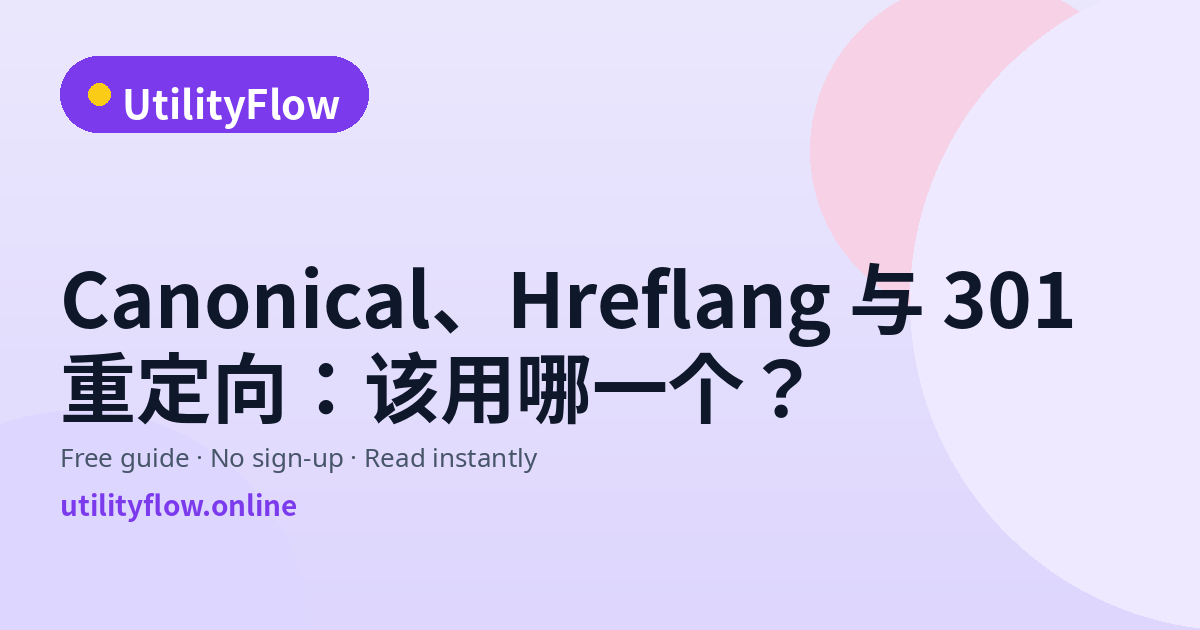 UtilityFlow
Canonical、Hreflang 与 301
重定向：该用哪一个？
Free guide · No sign-up · Read instantly
utilityflow.online